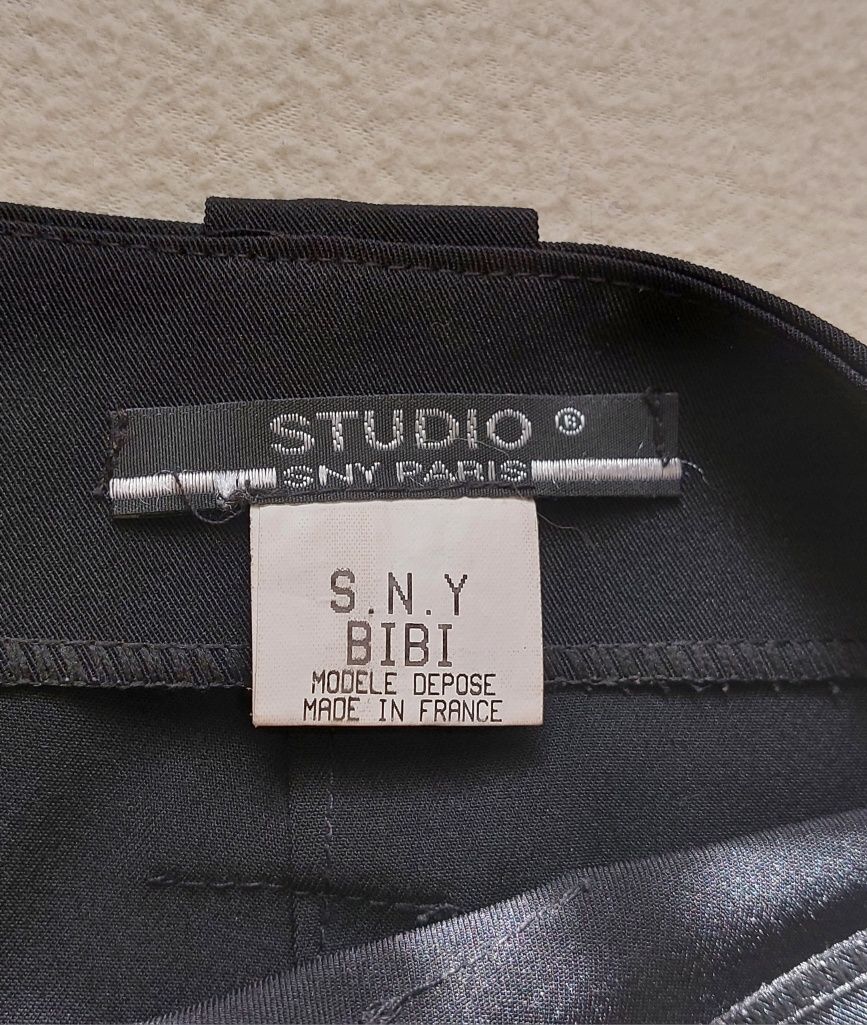 STUDIO ®
SNY PARIS
S.N.Y
BIBI
MODELE DEPOSE
MADE IN FRANCE